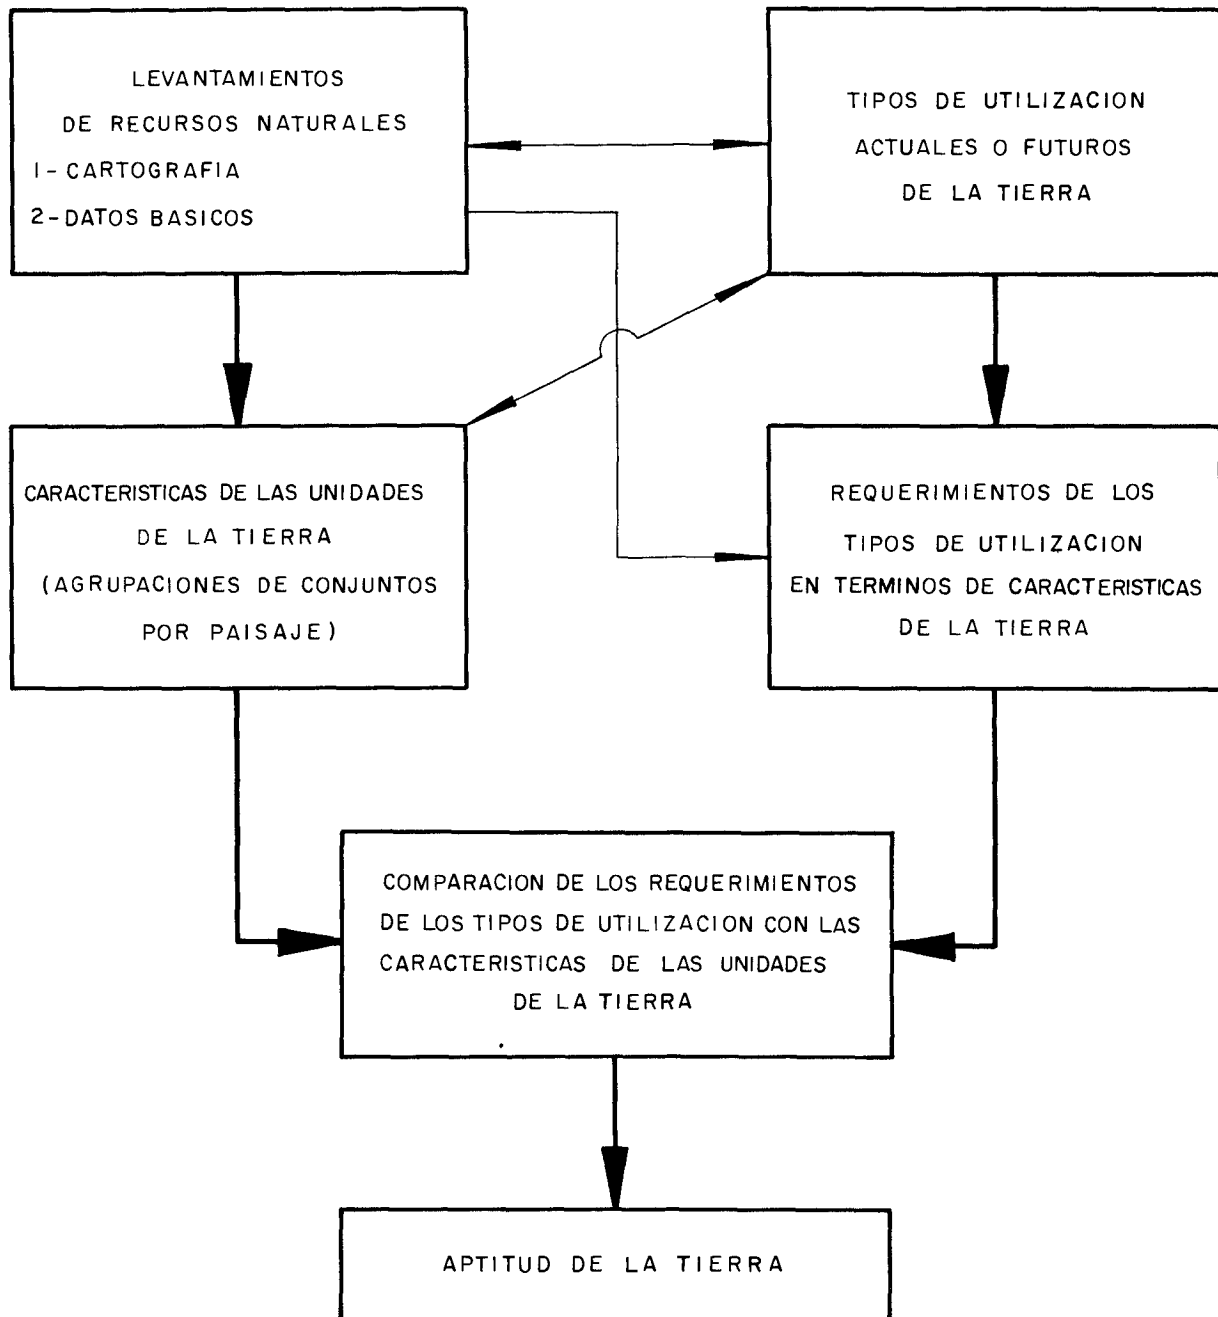 LEVANTAMIENTOS
DE RECURSOS NATURALES
1-CARTOGRAFIA
2-DATOS BASICOS
TIPOS DE UTILIZACION
ACTUALES O FUTUROS
DE LA TIERRA
CARACTERISTICAS DE LAS UNIDADES
DE LA TIERRA
(AGRUPACIONES DE CONJUNTOS
POR PAISAJE)
REQUERIMIENTOS DE LOS
TIPOS DE UTILIZACION
EN TERMINOS DE CARACTERISTICAS
DE LA TIERRA
COMPARACION DE LOS REQUERIMIENTOS
DE LOS TIPOS DE UTILIZACION CON LAS
CARACTERISTICAS DE LAS UNIDADES
DE LA TIERRA
APTITUD DE LA TIERRA